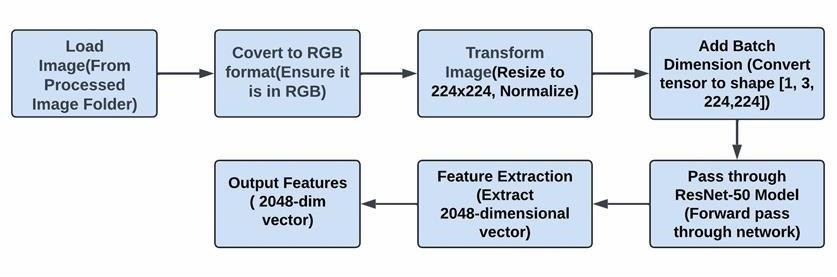 Load
Image(From
Processed
Image Folder)
Covert to RGB
format(Ensure it
is in RGB)
Transform
Image(Resize to
224x224, Normalize)
Add Batch
Dimension (Convert
tensor to shape [1, 3,
224,224])
Pass through
ResNet-50 Model
(Forward pass
through network)
Feature Extraction
(Extract
2048-dimensional
vector)
Output Features
( 2048-dim
vector)